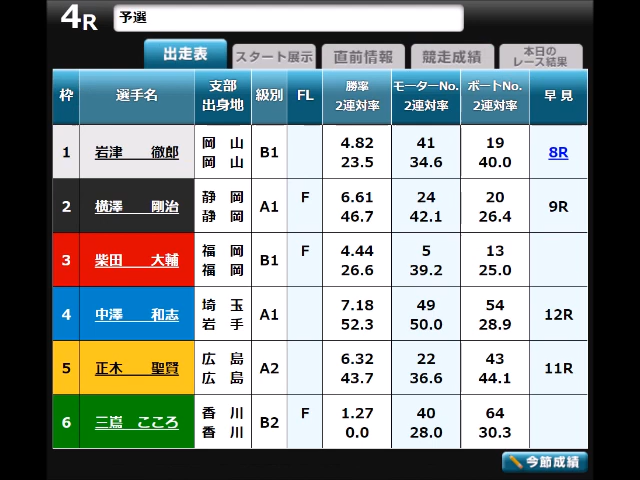 4R 予選
出走表 スタート展示 直前情報 競走成績 本日の
レース結果
枠 選手名 支部 級別 FL 勝率 モーターNo. ボートNo. 早見
出身地 2連対率 2連対率 2連対率
1 岩津 徹郎 岡山 B1 4.82 41 19 8R
岡山 23.5 34.6 40.0
2 横澤 剛治 静岡 A1 F 6.61 24 20 9R
静岡 46.7 42.1 26.4
3 柴田 大輔 福岡 B1 F 4.44 5 13
福岡 26.6 39.2 25.0
4 中澤 和志 埼玉 A1 7.18 49 54 12R
岩手 52.3 50.0 28.9
5 正木 聖賢 広島 A2 6.32 22 43 11R
広島 43.7 36.6 44.1
6 三嶌 こころ 香川 B2 F 1.27 40 64
香川 0.0 28.0 30.3
今節成績